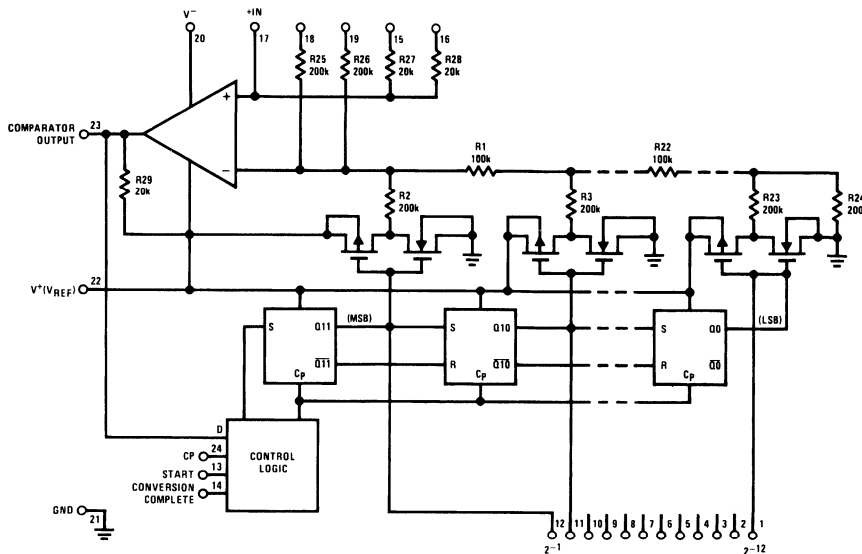 V⁻
20
+IN
17
18
R25
200k
19
R26
200k
15
R27
20k
16
R28
20k
+
−
COMPARATOR
OUTPUT
23
R29
20k
R1
100k
R22
100k
R2
200k
R3
200k
R23
200k
R24
200
V⁺(VREF)
22
S
Q11
(MSB)
Q11
CP
S
Q10
R
Q10
CP
S
Q0
(LSB)
R
Q0
CP
D
CONTROL
LOGIC
CP
24
START
13
CONVERSION
COMPLETE
14
GND
21
12 11 10 9 8 7 6 5 4 3 2 1
2⁻¹
2⁻¹²